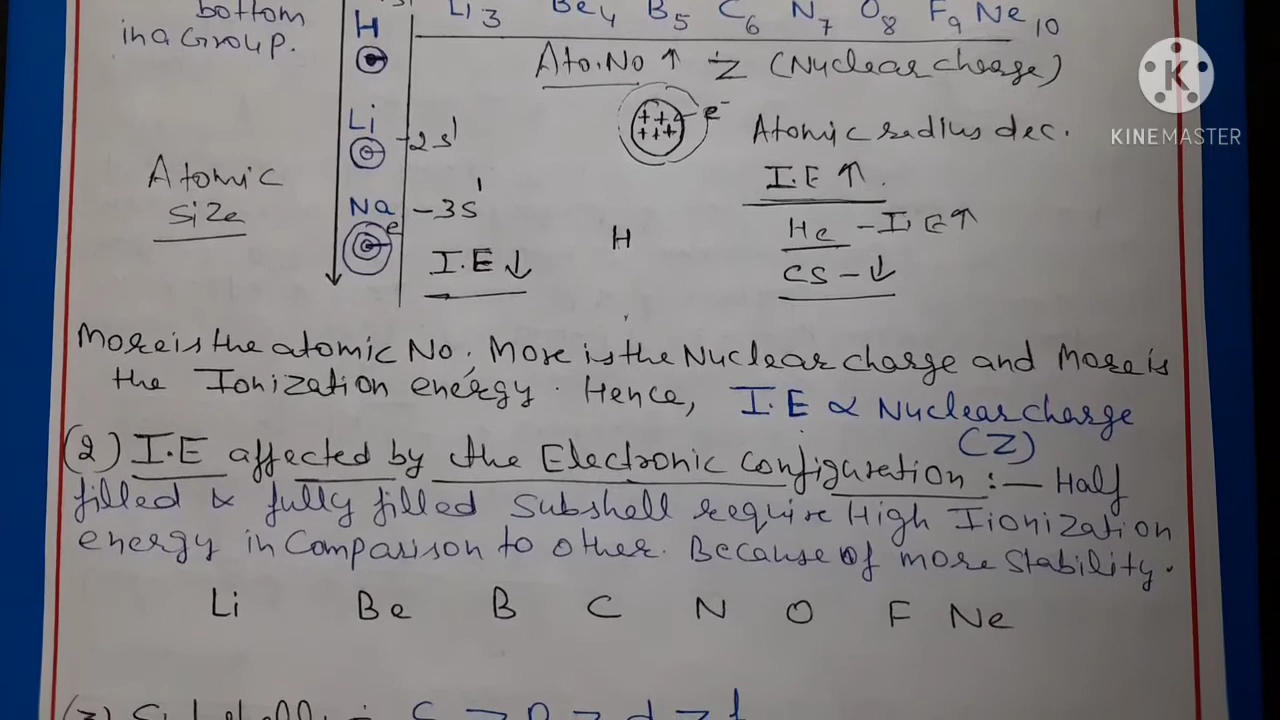 bottom
in a Group.
H
Li
Na
e
Atomic
size
-2s¹
-3s¹
I.E↓
Li3 Be4 B5 C6 N7 O8 F9 Ne10
Ato.No ↑ Z (Nuclear charge)
++ e⁻
+++
Atomic radius dec.
I.E ↑.
H
He - I.E↑
CS - ↓
K
KINEMASTER
More is the atomic No. More is the Nuclear charge and More is
the Ionization energy. Hence, I.E ∝ Nuclear charge
(Z)
(2) I.E affected by the Electronic Configuration :— Half
filled & fully filled Subshell require High Iionization
energy in Comparison to other. Because of more Stability.
Li Be B C N O F Ne